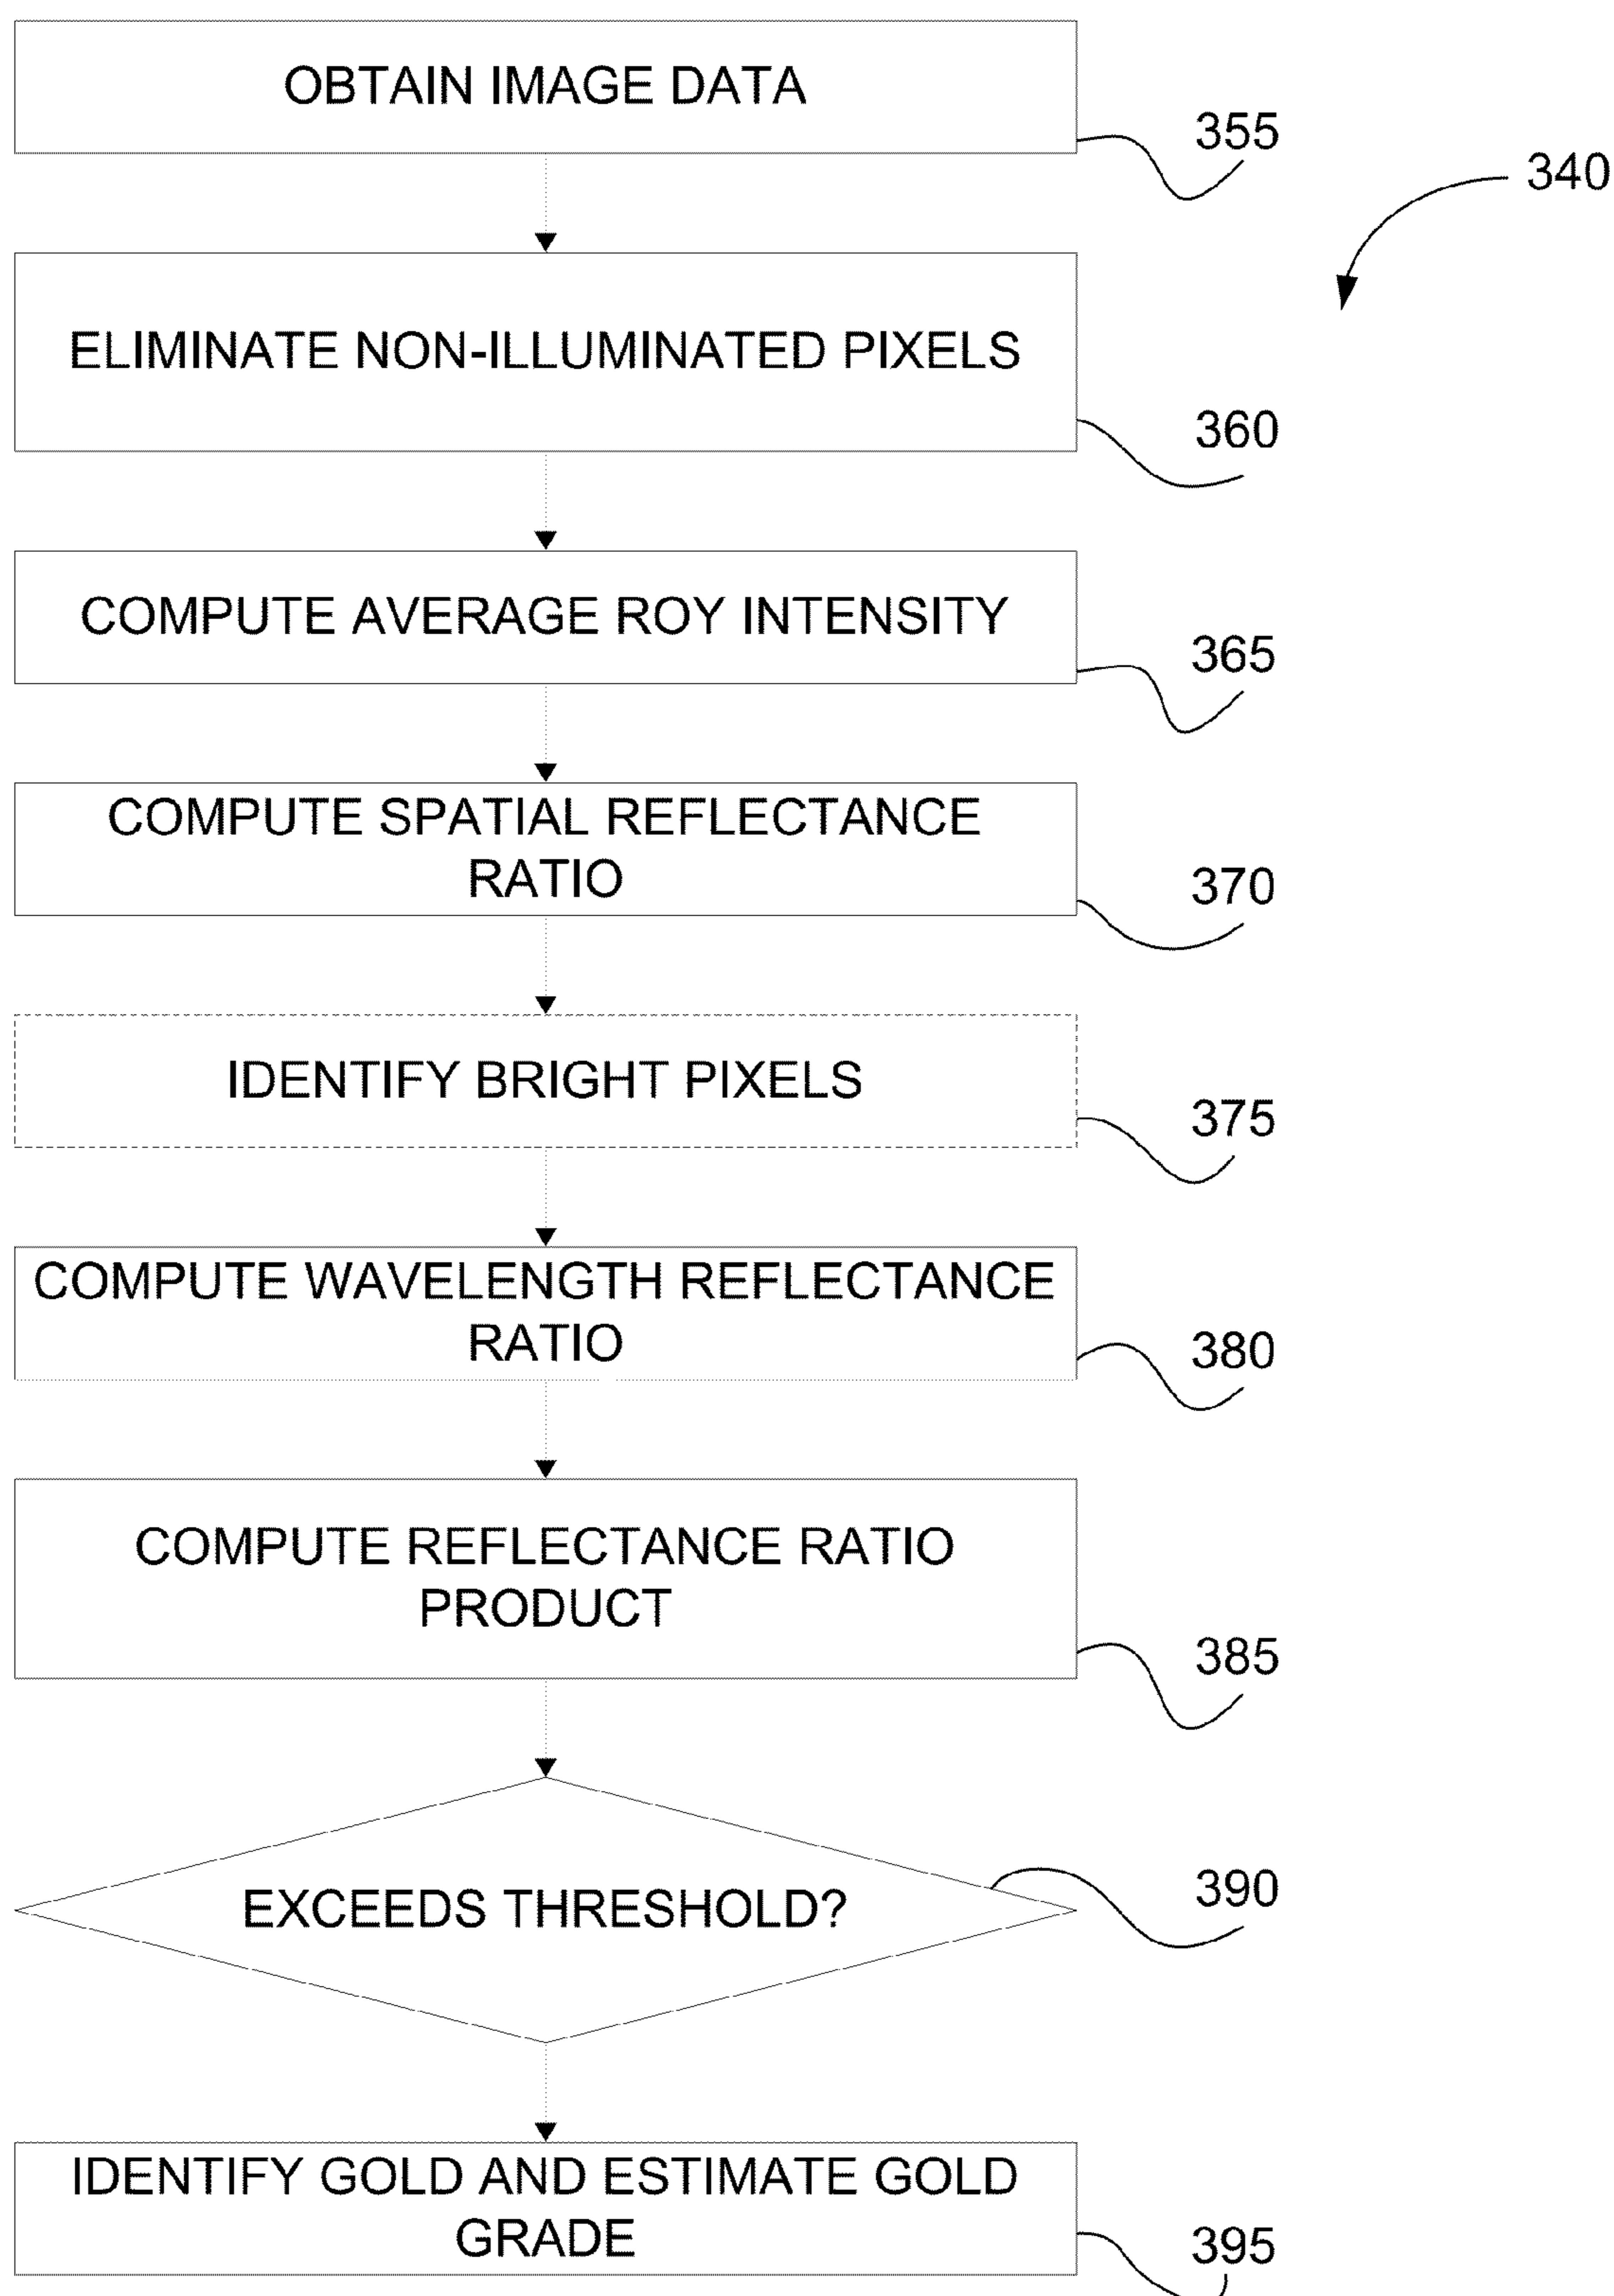 OBTAIN IMAGE DATA
355
340
ELIMINATE NON-ILLUMINATED PIXELS
360
COMPUTE AVERAGE ROY INTENSITY
365
COMPUTE SPATIAL REFLECTANCE
RATIO
370
IDENTIFY BRIGHT PIXELS
375
COMPUTE WAVELENGTH REFLECTANCE
RATIO
380
COMPUTE REFLECTANCE RATIO
PRODUCT
385
EXCEEDS THRESHOLD?
390
IDENTIFY GOLD AND ESTIMATE GOLD
GRADE
395